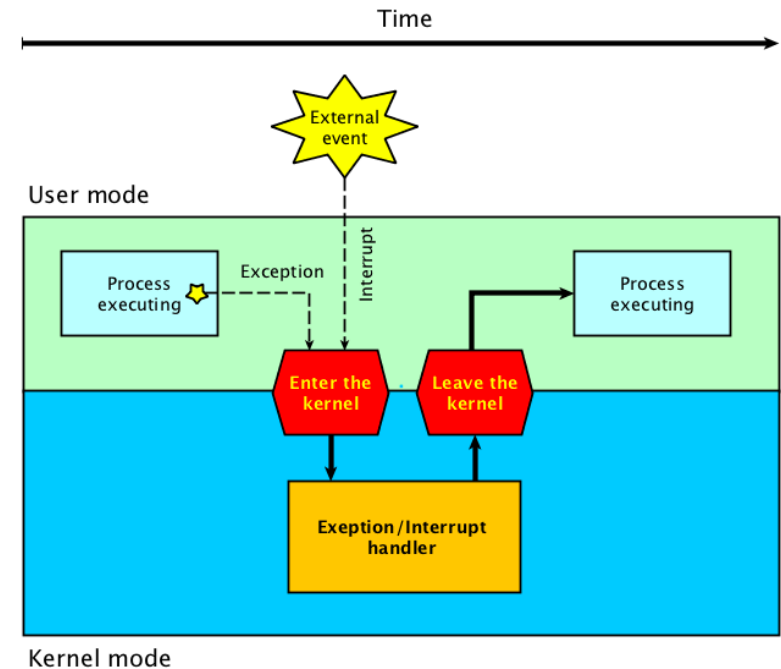 Time
External
event
User mode
Process
executing
Exception
Interrupt
Process
executing
Enter the
kernel
Leave the
kernel
Exeption/Interrupt
handler
Kernel mode